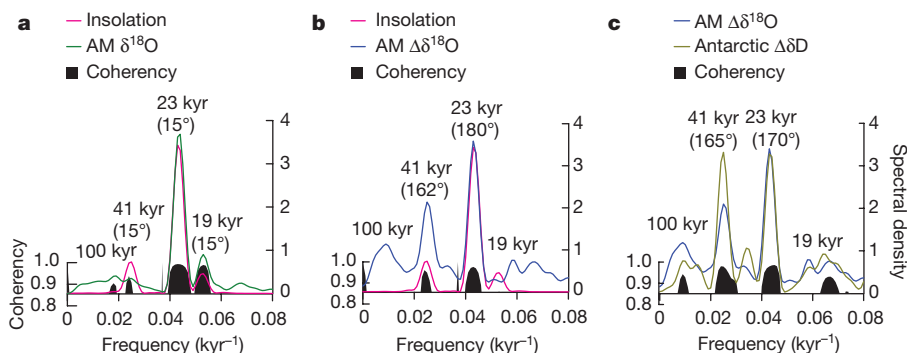 a
Insolation
AM δ¹⁸O
Coherency
23 kyr
(15°)
41 kyr
(15°)
19 kyr
(15°)
100 kyr
4
3
2
1
0
Coherency
1.0
0.9
0.8
0 0.02 0.04 0.06 0.08
Frequency (kyr⁻¹)
b
Insolation
AM Δδ¹⁸O
Coherency
23 kyr
(180°)
41 kyr
(162°)
100 kyr
19 kyr
4
3
2
1
0
1.0
0.9
0.8
0 0.02 0.04 0.06 0.08
Frequency (kyr⁻¹)
c
AM Δδ¹⁸O
Antarctic ΔδD
Coherency
41 kyr
(165°)
23 kyr
(170°)
100 kyr
19 kyr
4
3
2
1
0
Spectral density
1.0
0.9
0.8
0 0.02 0.04 0.06 0.08
Frequency (kyr⁻¹)